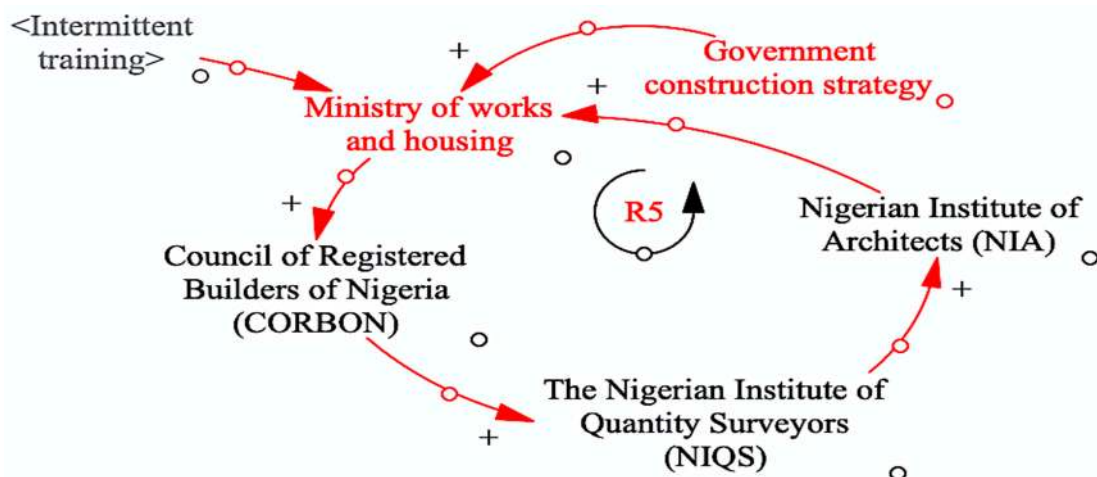 <Intermittent
training>
+
Government
construction strategy
+
Ministry of works
and housing
R5
+
Nigerian Institute of
Architects (NIA)
Council of Registered
Builders of Nigeria
(CORBON)
+
The Nigerian Institute of
Quantity Surveyors
(NIQS)
+